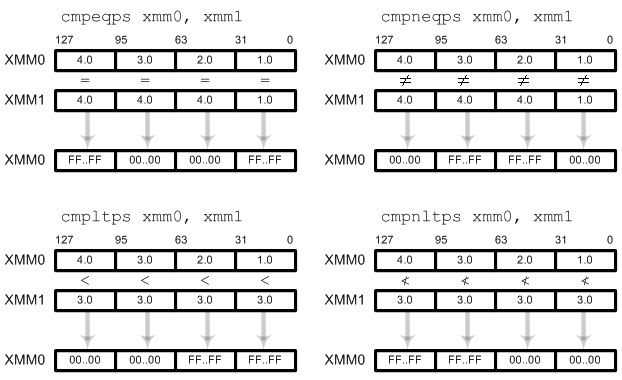 cmpeqps xmm0, xmm1
127 95 63 31 0
XMM0 4.0 3.0 2.0 1.0
= = = =
XMM1 4.0 4.0 4.0 1.0
XMM0 FF..FF 00..00 00..00 FF..FF
cmpneqps xmm0, xmm1
127 95 63 31 0
XMM0 4.0 3.0 2.0 1.0
≠ ≠ ≠ ≠
XMM1 4.0 4.0 4.0 1.0
XMM0 00..00 FF..FF FF..FF 00..00
cmpltps xmm0, xmm1
127 95 63 31 0
XMM0 4.0 3.0 2.0 1.0
< < < <
XMM1 3.0 3.0 3.0 3.0
XMM0 00..00 00..00 FF..FF FF..FF
cmpnltps xmm0, xmm1
127 95 63 31 0
XMM0 4.0 3.0 2.0 1.0
≮ ≮ ≮ ≮
XMM1 3.0 3.0 3.0 3.0
XMM0 FF..FF FF..FF 00..00 00..00